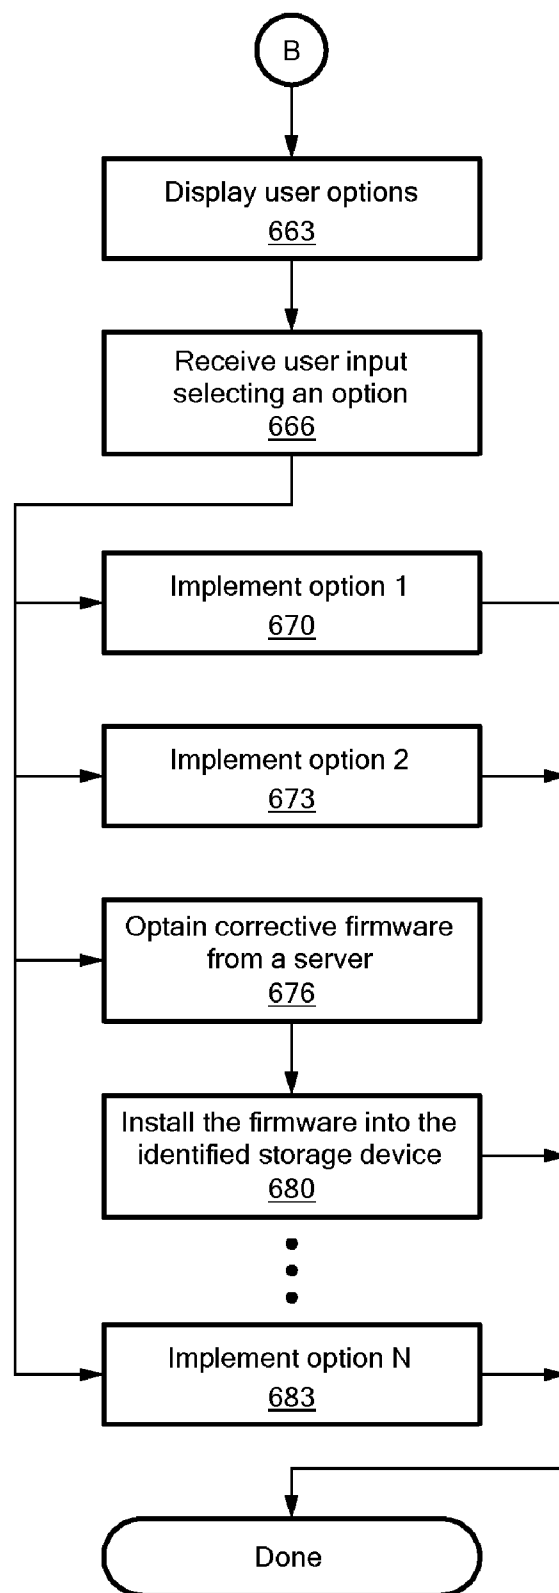 B
Display user options
663
Receive user input
selecting an option
666
Implement option 1
670
Implement option 2
673
Optain corrective firmware
from a server
676
Install the firmware into the
identified storage device
680
Implement option N
683
Done